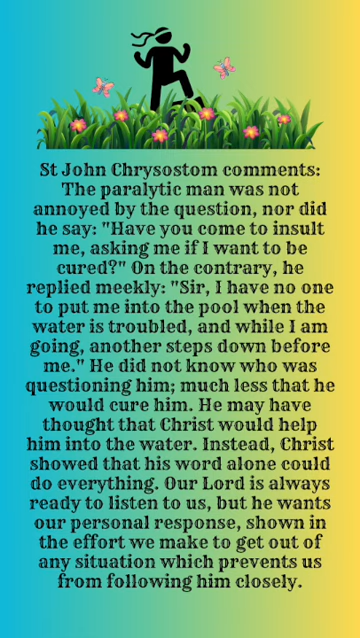 St John Chrysostom comments:
The paralytic man was not
annoyed by the question, nor did
he say: "Have you come to insult
me, asking me if I want to be
cured?" On the contrary, he
replied meekly: "Sir, I have no one
to put me into the pool when the
water is troubled, and while I am
going, another steps down before
me." He did not know who was
questioning him; much less that he
would cure him. He may have
thought that Christ would help
him into the water. Instead, Christ
showed that his word alone could
do everything. Our Lord is always
ready to listen to us, but he wants
our personal response, shown in
the effort we make to get out of
any situation which prevents us
from following him closely.